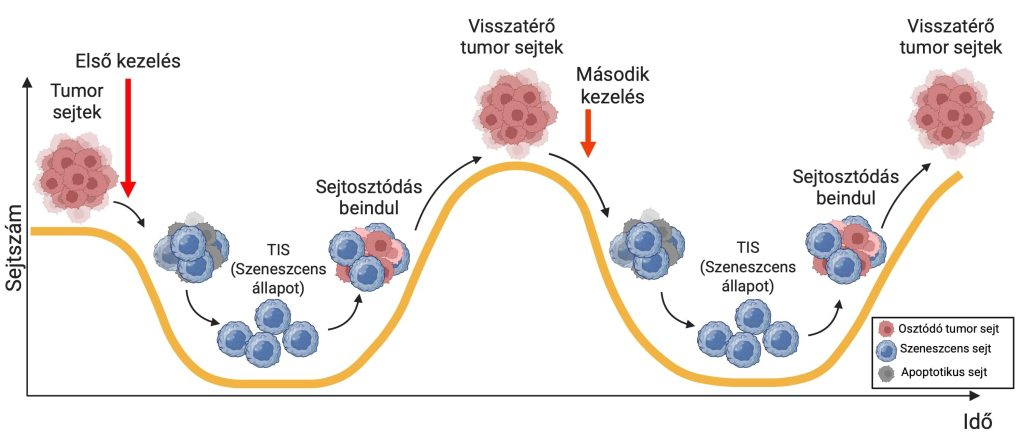 Első kezelés
Tumor
sejtek
Visszatérő
tumor sejtek
Második
kezelés
Visszatérő
tumor sejtek
Sejtosztódás
beindul
TIS
(Szeneszcens
állapot)
Sejtosztódás
beindul
TIS
(Szeneszcens
állapot)
Sejtszám
Osztódó tumor sejt
Szeneszcens sejt
Apoptotikus sejt
Idő